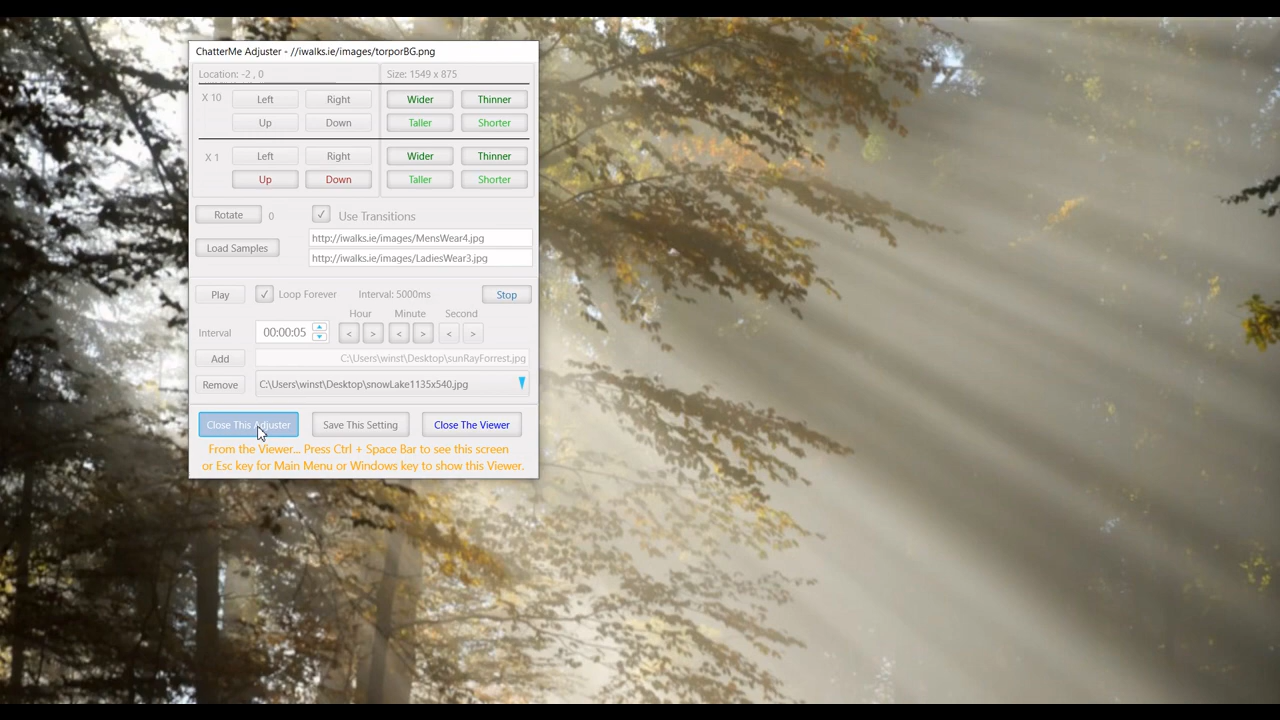 ChatterMe Adjuster - //iwalks.ie/images/torporBG.png
Location: -2 , 0
Size: 1549 x 875
X 10
Left
Right
Wider
Thinner
Up
Down
Taller
Shorter
X 1
Left
Right
Wider
Thinner
Up
Down
Taller
Shorter
Rotate
0
Use Transitions
http://iwalks.ie/images/MensWear4.jpg
Load Samples
http://iwalks.ie/images/LadiesWear3.jpg
Play
Loop Forever
Interval: 5000ms
Stop
Hour
Minute
Second
Interval
00:00:05
<
>
<
>
<
>
Add
C:\Users\winst\Desktop\sunRayForrest.jpg
Remove
C:\Users\winst\Desktop\snowLake1135x540.jpg
Close This Adjuster
Save This Setting
Close The Viewer
From the Viewer... Press Ctrl + Space Bar to see this screen
or Esc key for Main Menu or Windows key to show this Viewer.